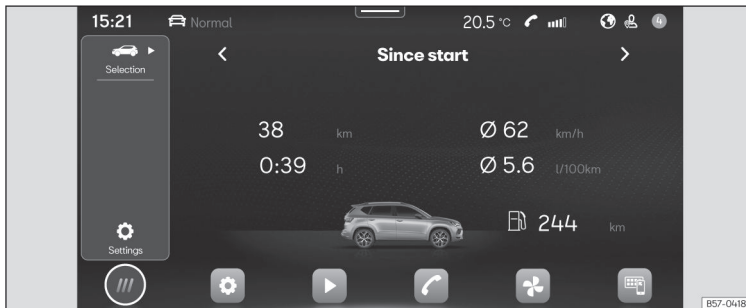 15:21 Normal 20.5 °C 4
Selection
Since start
38 km Ø 62 km/h
0:39 h Ø 5.6 l/100km
244 km
Settings
B57-0418